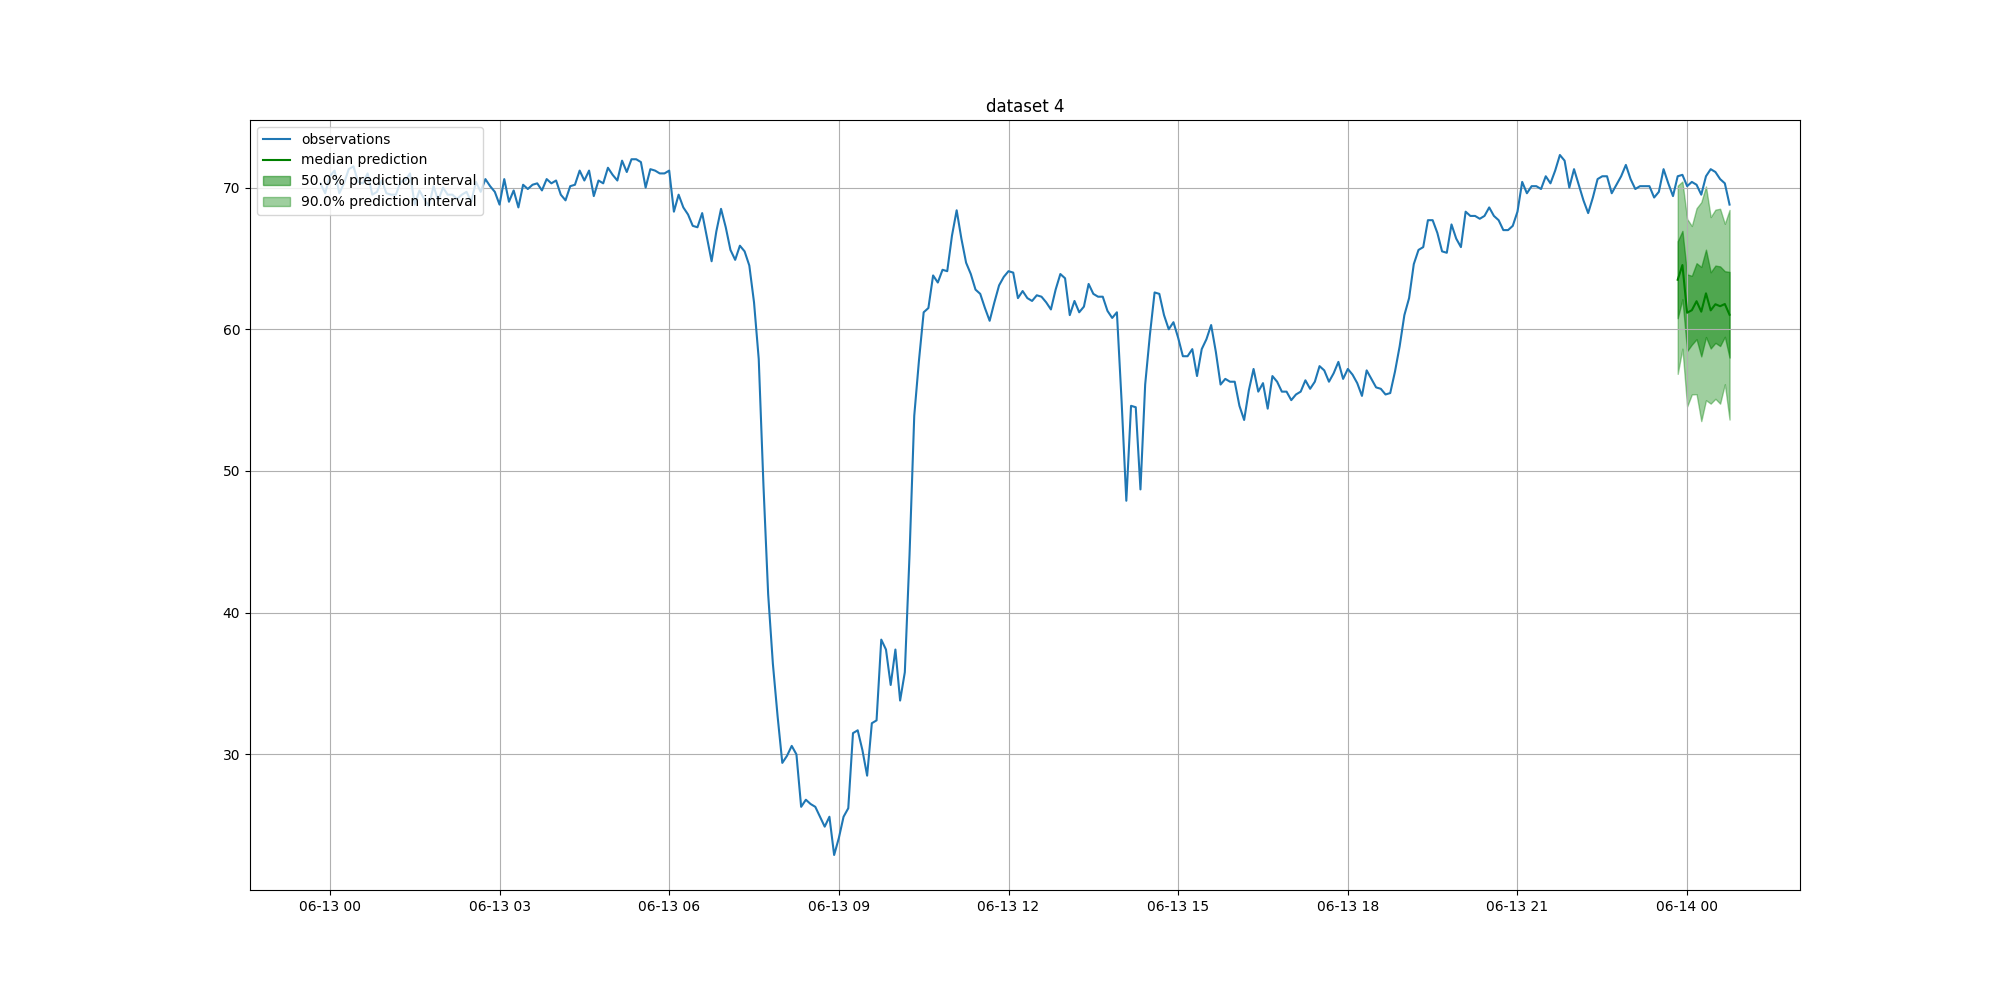 dataset 4
observations
median prediction
50.0% prediction interval
90.0% prediction interval
70
60
50
40
30
06-13 00
06-13 03
06-13 06
06-13 09
06-13 12
06-13 15
06-13 18
06-13 21
06-14 00